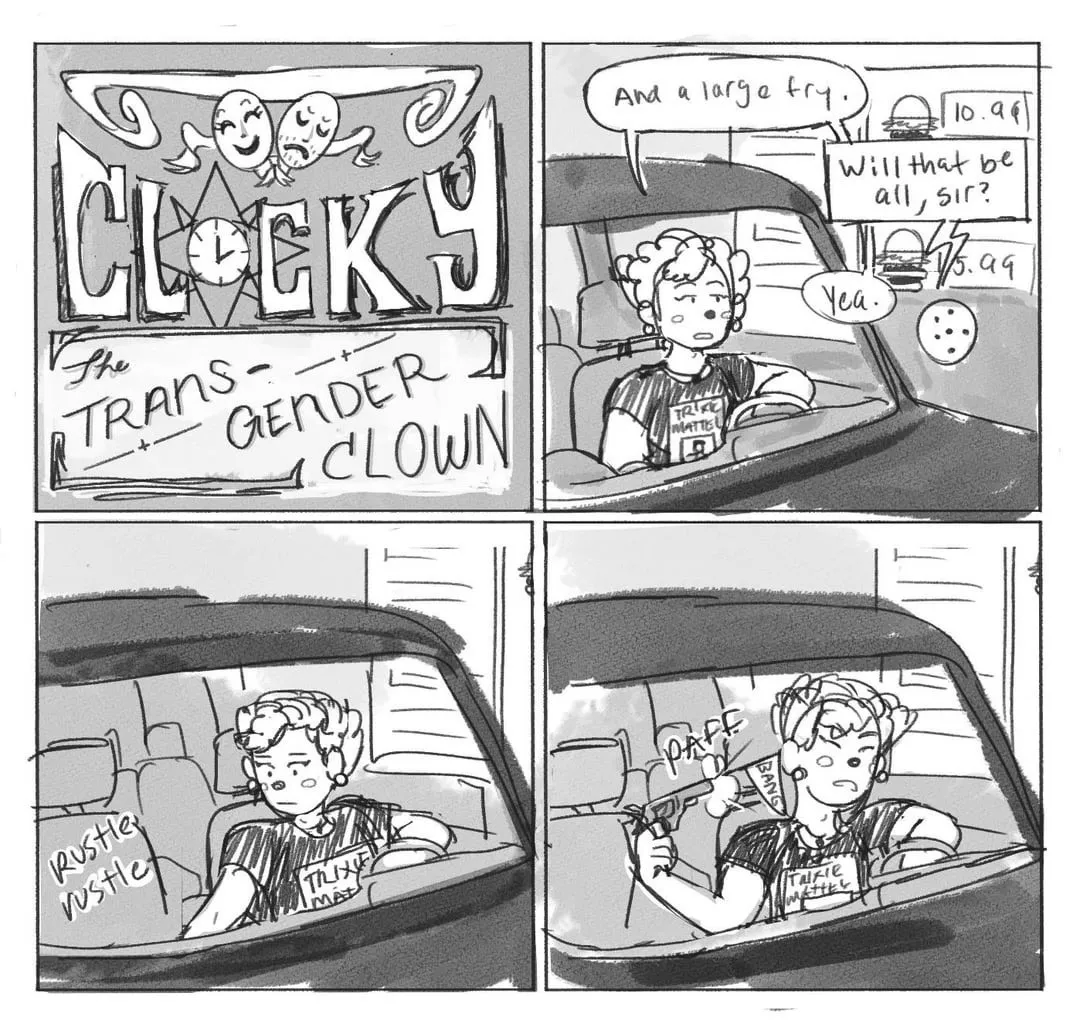 CLOCKY
The
TRANS-
GENDER
CLOWN
And a large fry.
10.99
Will that be
all, sir?
5.99
Yea.
TRIXIE
MATTEL
RUSTLE
rustle
TRIXIE
MAT
PAFF
BANG
TRIXIE
MATTEL